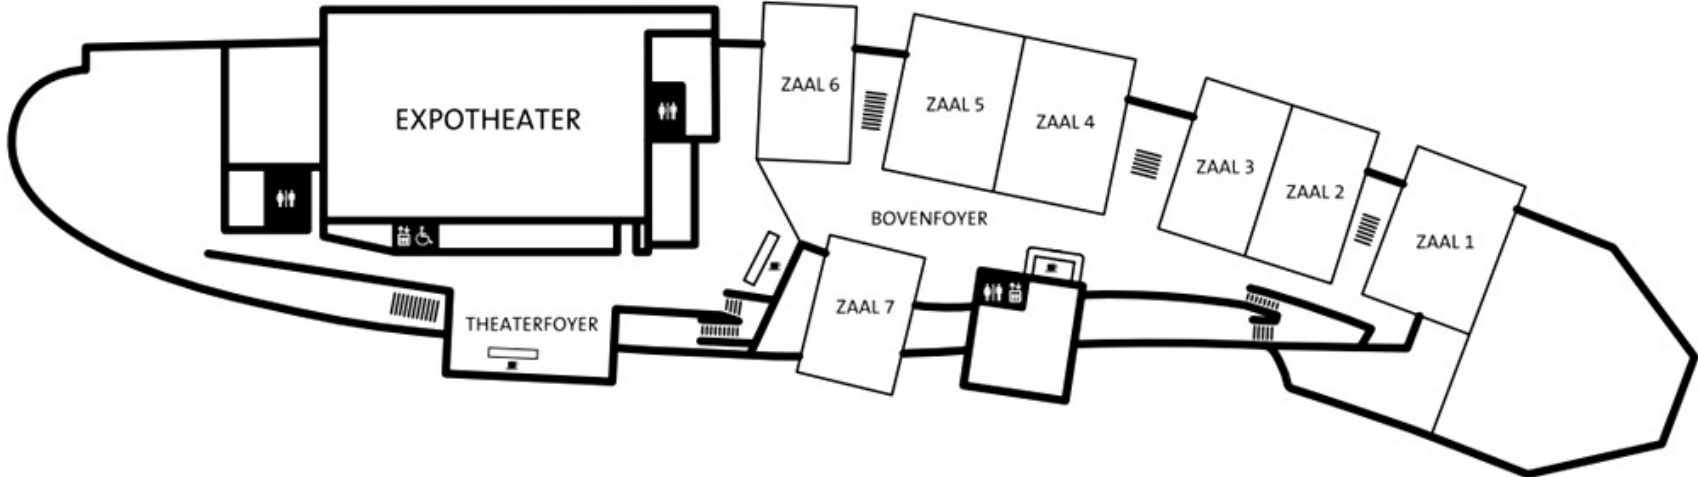 EXPOTHEATER
ZAAL 6
ZAAL 5
ZAAL 4
ZAAL 3
ZAAL 2
ZAAL 1
BOVENFOYER
ZAAL 7
THEATERFOYER